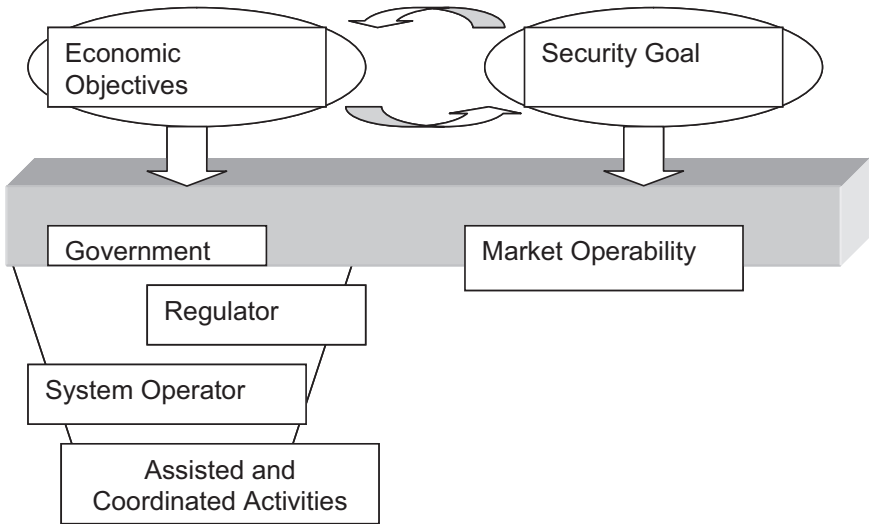 Economic
Objectives
Security Goal
Government
Market Operability
Regulator
System Operator
Assisted and
Coordinated Activities